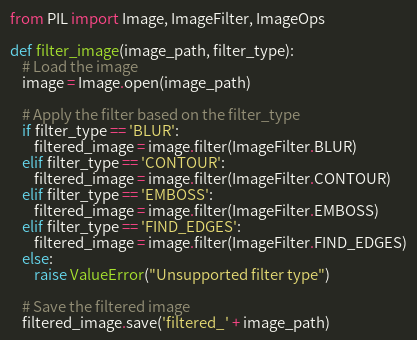 from PIL import Image, ImageFilter, ImageOps

def filter_image(image_path, filter_type):
    # Load the image
    image = Image.open(image_path)

    # Apply the filter based on the filter_type
    if filter_type == 'BLUR':
        filtered_image = image.filter(ImageFilter.BLUR)
    elif filter_type == 'CONTOUR':
        filtered_image = image.filter(ImageFilter.CONTOUR)
    elif filter_type == 'EMBOSS':
        filtered_image = image.filter(ImageFilter.EMBOSS)
    elif filter_type == 'FIND_EDGES':
        filtered_image = image.filter(ImageFilter.FIND_EDGES)
    else:
        raise ValueError("Unsupported filter type")

    # Save the filtered image
    filtered_image.save('filtered_' + image_path)